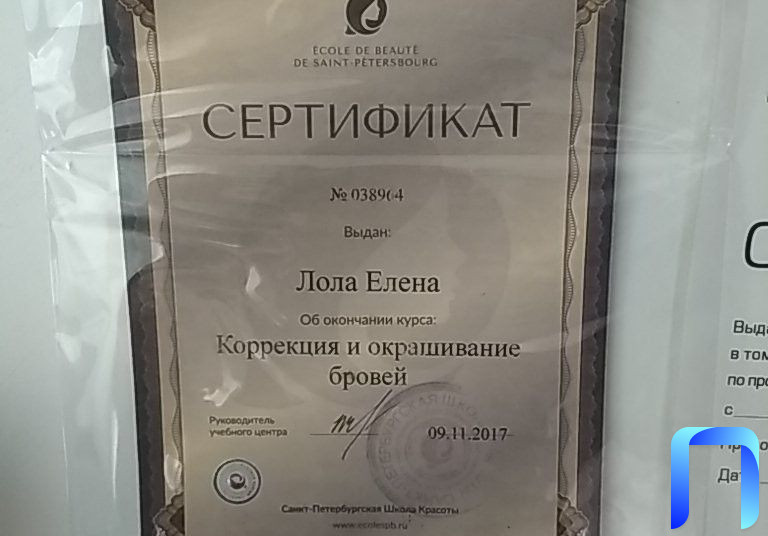 ÉCOLE DE BEAUTÉ
DE SAINT-PÉTERSBOURG
СЕРТИФИКАТ
№ 038964
Выдан:
Лола Елена
Об окончании курса:
Коррекция и окрашивание
бровей
Руководитель
учебного центра
09.11.2017
Санкт-Петербургская Школа Красоты
www.ecolespb.ru
С
Выда
в том
по про
с
Да